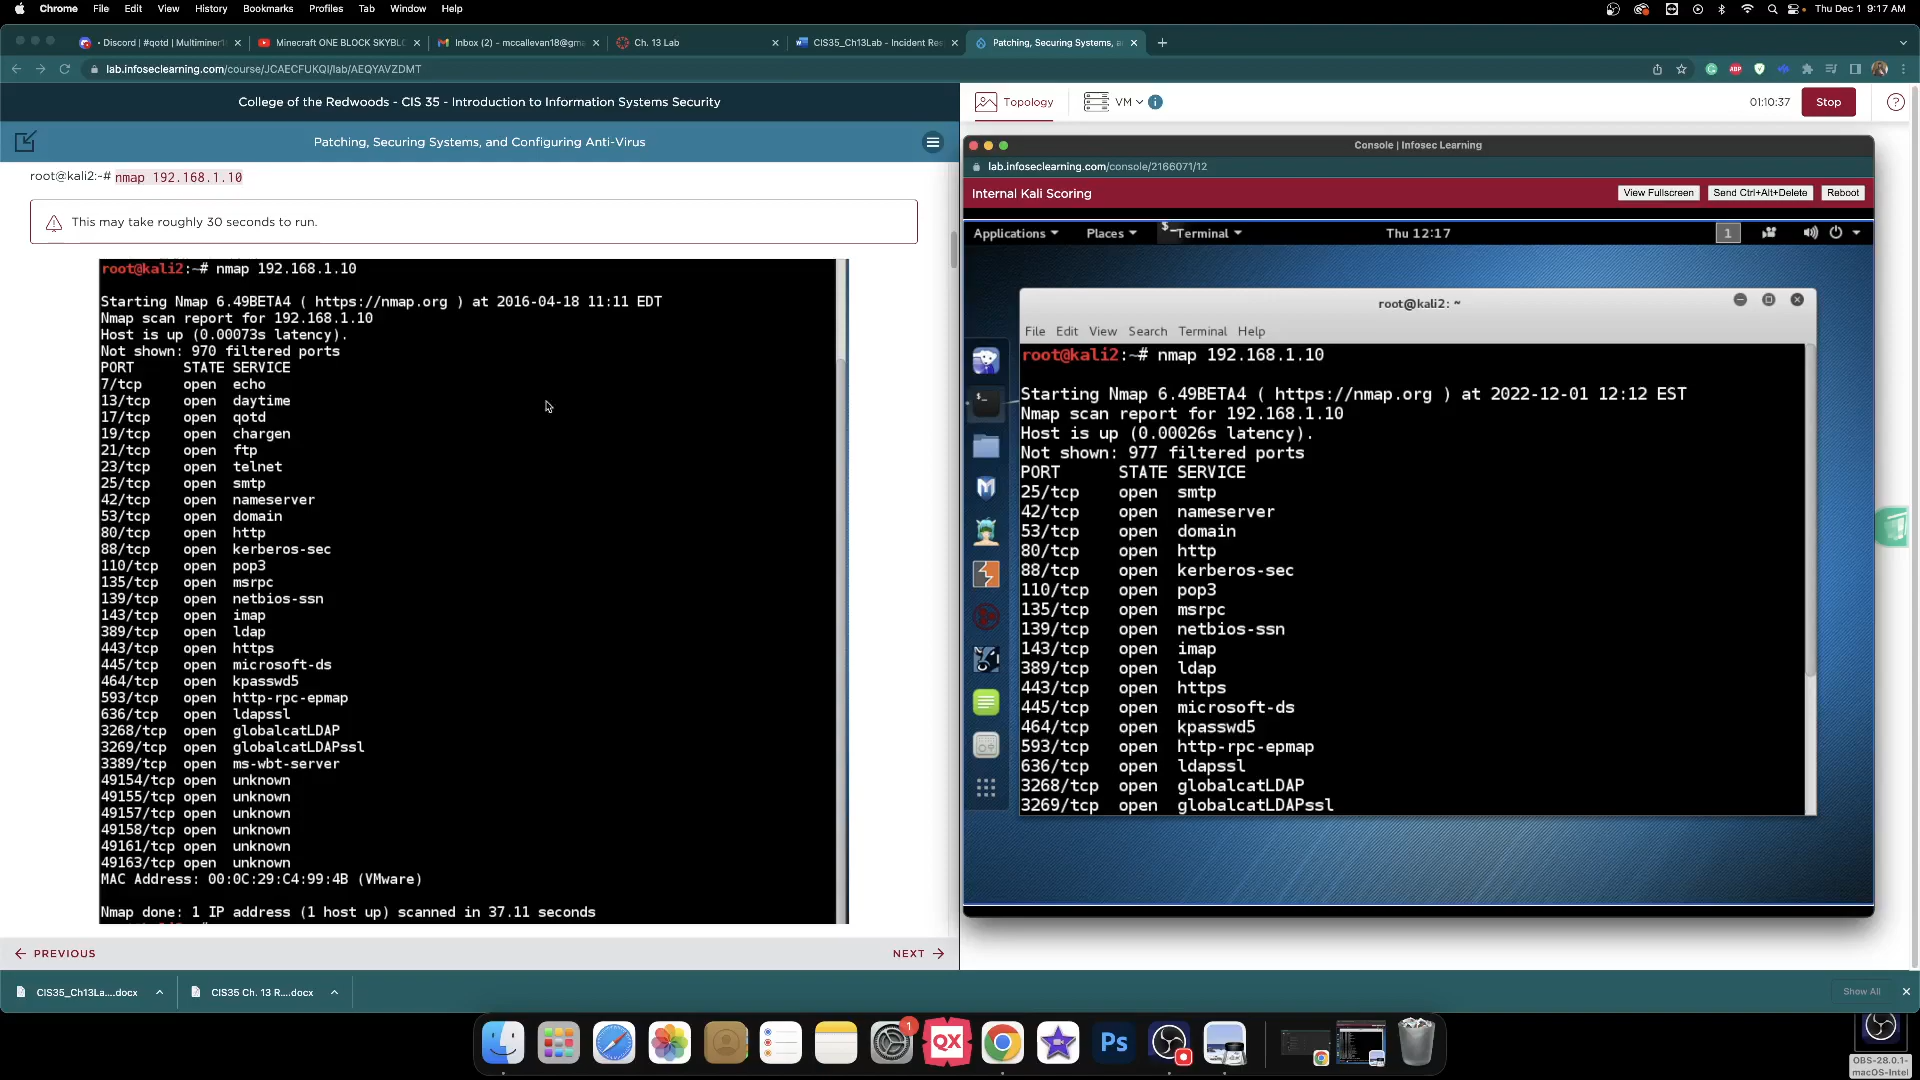 Chrome File Edit View History Bookmarks Profiles Tab Window Help
Thu Dec 1 9:17 AM
• Discord | #qotd | Multiminer
Minecraft ONE BLOCK SKYBLO
Inbox (2) - mccallevan18@gma
Ch. 13 Lab
CIS35_Ch13Lab - Incident Res
Patching, Securing Systems, a
lab.infoseclearning.com/course/JCAECFUKQI/lab/AEQYAVZDMT
College of the Redwoods - CIS 35 - Introduction to Information Systems Security
Patching, Securing Systems, and Configuring Anti-Virus
root@kali2:~# nmap 192.168.1.10
This may take roughly 30 seconds to run.
root@kali2:~# nmap 192.168.1.10
Starting Nmap 6.49BETA4 ( https://nmap.org ) at 2016-04-18 11:11 EDT
Nmap scan report for 192.168.1.10
Host is up (0.00073s latency).
Not shown: 970 filtered ports
PORT STATE SERVICE
7/tcp open echo
13/tcp open daytime
17/tcp open qotd
19/tcp open chargen
21/tcp open ftp
23/tcp open telnet
25/tcp open smtp
42/tcp open nameserver
53/tcp open domain
80/tcp open http
88/tcp open kerberos-sec
110/tcp open pop3
135/tcp open msrpc
139/tcp open netbios-ssn
143/tcp open imap
389/tcp open ldap
443/tcp open https
445/tcp open microsoft-ds
464/tcp open kpasswd5
593/tcp open http-rpc-epmap
636/tcp open ldapssl
3268/tcp open globalcatLDAP
3269/tcp open globalcatLDAPssl
3389/tcp open ms-wbt-server
49154/tcp open unknown
49155/tcp open unknown
49157/tcp open unknown
49158/tcp open unknown
49161/tcp open unknown
49163/tcp open unknown
MAC Address: 00:0C:29:C4:99:4B (VMware)
Nmap done: 1 IP address (1 host up) scanned in 37.11 seconds
PREVIOUS
NEXT
Topology
VM
01:10:37
Stop
Console | Infosec Learning
lab.infoseclearning.com/console/2166071/12
Internal Kali Scoring
View Fullscreen
Send Ctrl+Alt+Delete
Reboot
Applications Places Terminal
Thu 12:17
1
root@kali2: ~
File Edit View Search Terminal Help
root@kali2:~# nmap 192.168.1.10
Starting Nmap 6.49BETA4 ( https://nmap.org ) at 2022-12-01 12:12 EST
Nmap scan report for 192.168.1.10
Host is up (0.00026s latency).
Not shown: 977 filtered ports
PORT STATE SERVICE
25/tcp open smtp
42/tcp open nameserver
53/tcp open domain
80/tcp open http
88/tcp open kerberos-sec
110/tcp open pop3
135/tcp open msrpc
139/tcp open netbios-ssn
143/tcp open imap
389/tcp open ldap
443/tcp open https
445/tcp open microsoft-ds
464/tcp open kpasswd5
593/tcp open http-rpc-epmap
636/tcp open ldapssl
3268/tcp open globalcatLDAP
3269/tcp open globalcatLDAPssl
CIS35_Ch13La....docx
CIS35 Ch. 13 R....docx
Show All
1
QX
Ps
OBS-28.0.1-
macOS-Intel